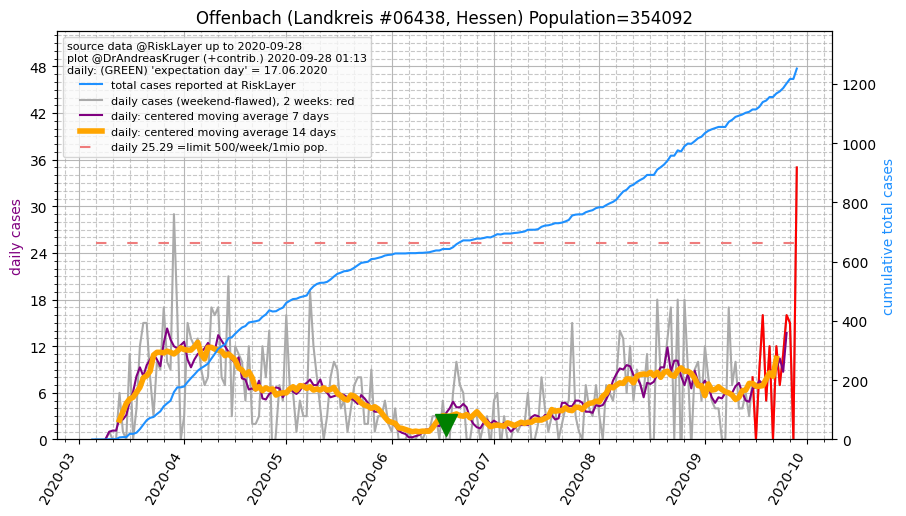 Offenbach (Landkreis #06438, Hessen) Population=354092
source data @RiskLayer up to 2020-09-28
plot @DrAndreasKruger (+contrib.) 2020-09-28 01:13
daily: (GREEN) 'expectation day' = 17.06.2020
total cases reported at RiskLayer
daily cases (weekend-flawed), 2 weeks: red
daily: centered moving average 7 days
daily: centered moving average 14 days
daily 25.29 =limit 500/week/1mio pop.
daily cases
48
42
36
30
24
18
12
6
0
cumulative total cases
1200
1000
800
600
400
200
0
2020-03
2020-04
2020-05
2020-06
2020-07
2020-08
2020-09
2020-10